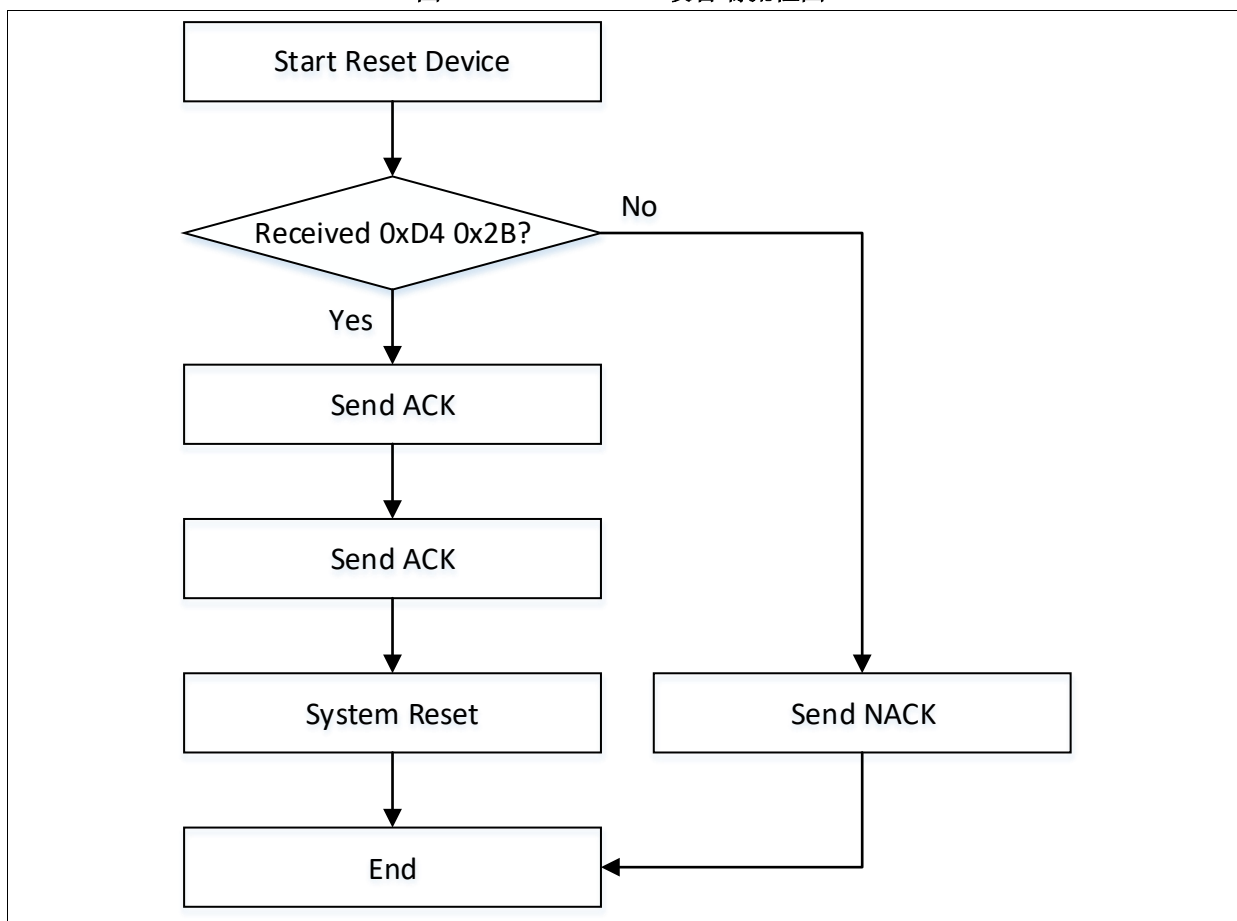 Start Reset Device
Received 0xD4 0x2B?
No
Yes
Send ACK
Send ACK
System Reset
Send NACK
End